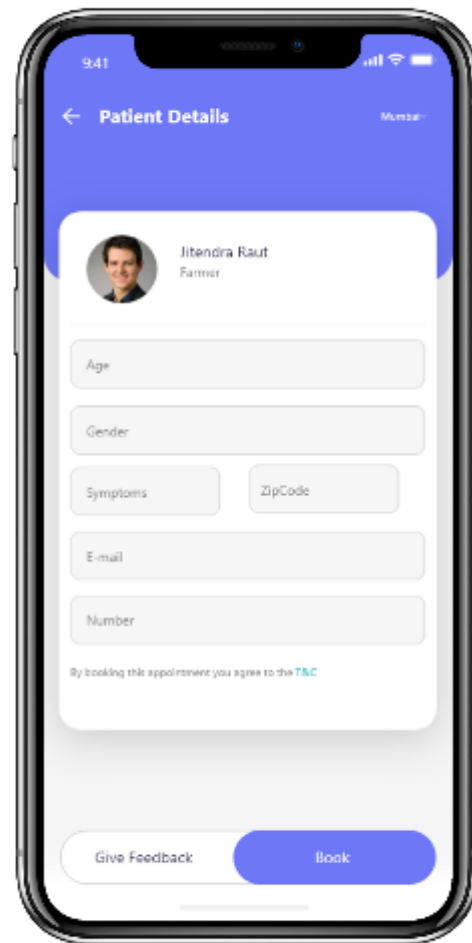 9:41
Patient Details
Mumbai
Jitendra Raut
Farmer
Age
Gender
Symptoms
ZipCode
E-mail
Number
By booking this appointment you agree to the T&C
Give Feedback
Book